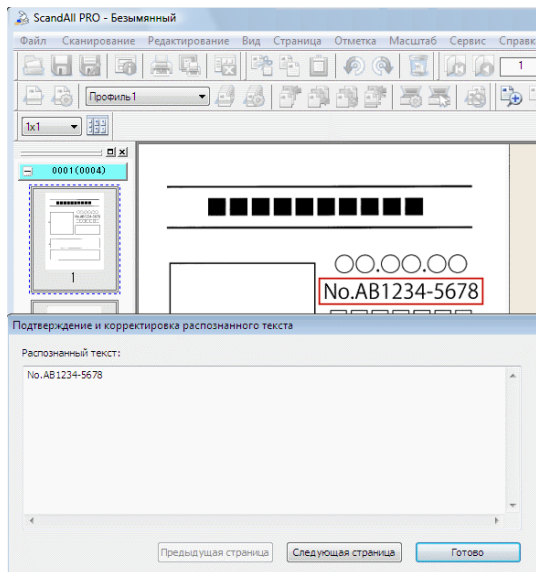 ScandAll PRO - Безымянный
Файл Сканирование Редактирование Вид Страница Отметка Масштаб Сервис Справк
1
Профиль1
1x1
0001(0004)
1
No.AB1234-5678
Подтверждение и корректировка распознанного текста
Распознанный текст:
No.AB1234-5678
Предыдущая страница Следующая страница Готово